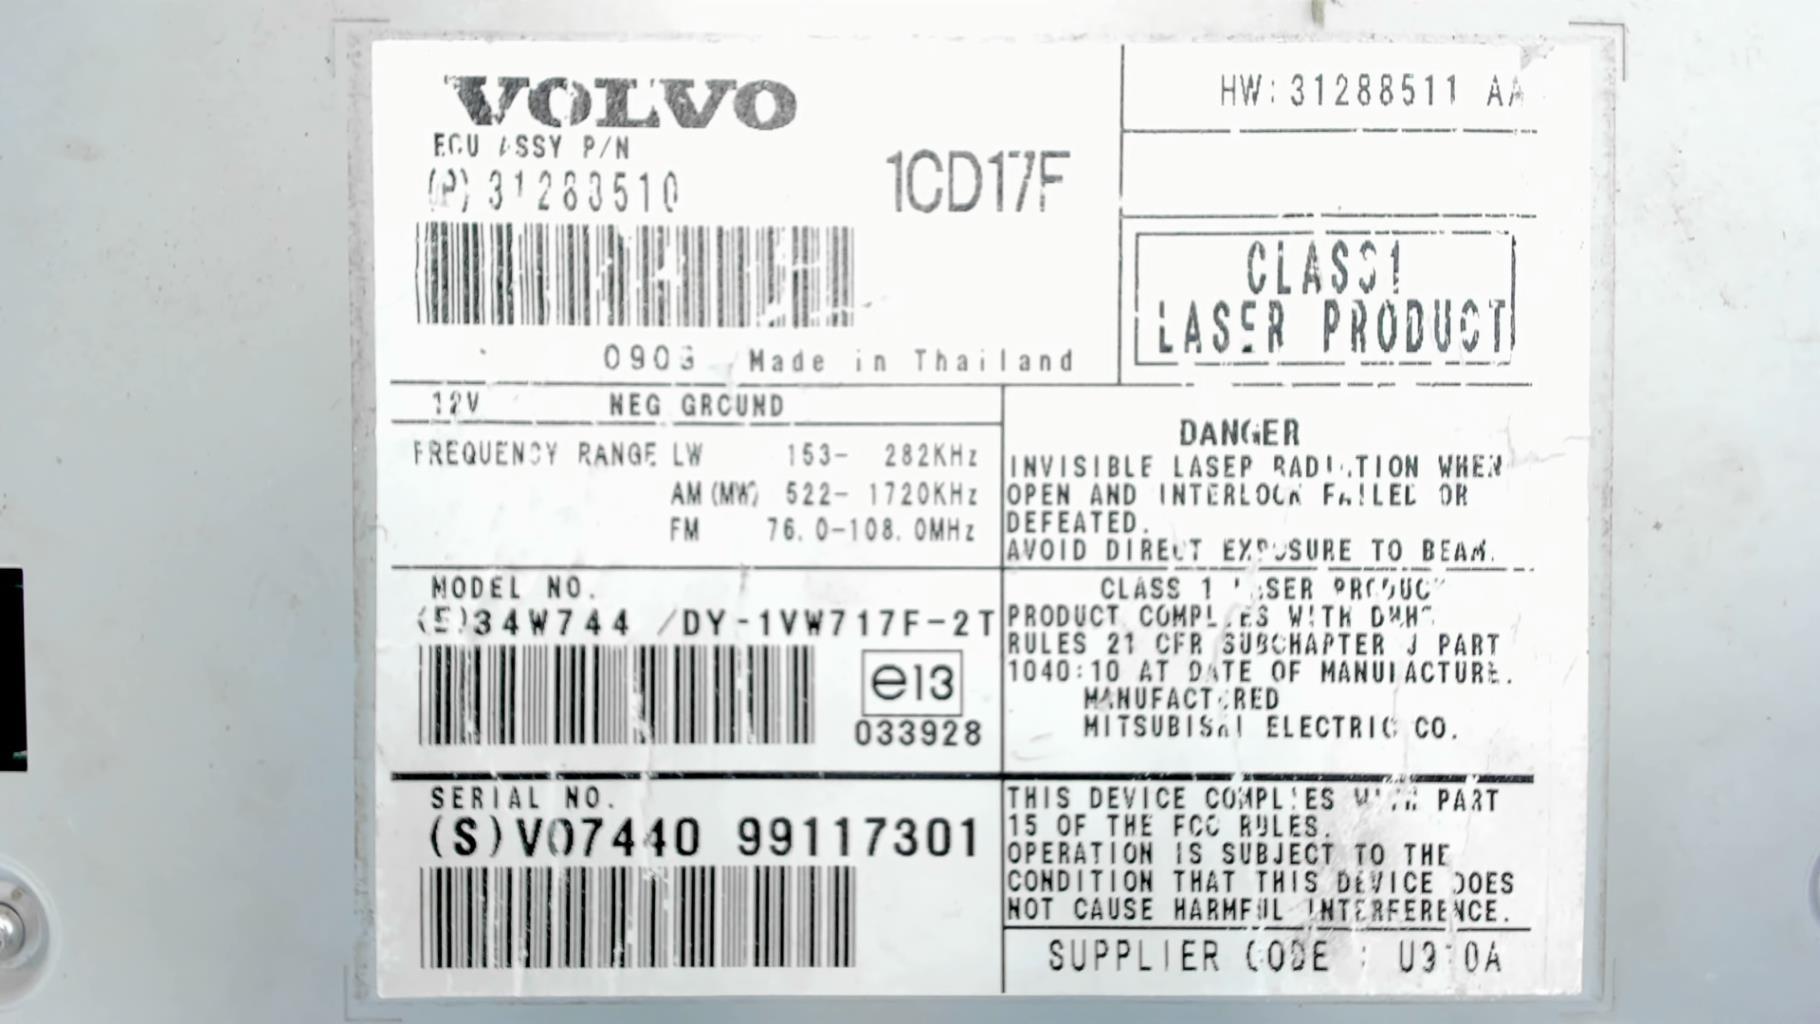 VOLVO
ECU ASSY P/N
(P) 31288510
1CD17F
HW: 31288511 AA
CLASS1
LASER PRODUCT
Made in Thailand
12V NEG GROUND
FREQUENCY RANGE LW 153- 282KHz
AM (MW) 522- 1720KHz
FM 76.0-108.0MHz
DANGER
INVISIBLE LASER RADIATION WHEN
OPEN AND INTERLOCK FAILED OR
DEFEATED.
AVOID DIRECT EXPOSURE TO BEAM.
MODEL NO.
(E)34W744 /DY-1VW717F-2T
e13
033928
CLASS 1 LASER PRODUCT
PRODUCT COMPLIES WITH DHHS
RULES 21 CFR SUBCHAPTER J PART
1040:10 AT DATE OF MANUFACTURE.
MANUFACTURED
MITSUBISHI ELECTRIC CO.
SERIAL NO.
(S)VO7440 99117301
THIS DEVICE COMPLIES WITH PART
15 OF THE FCC RULES.
OPERATION IS SUBJECT TO THE
CONDITION THAT THIS DEVICE DOES
NOT CAUSE HARMFUL INTERFERENCE.
SUPPLIER CODE :